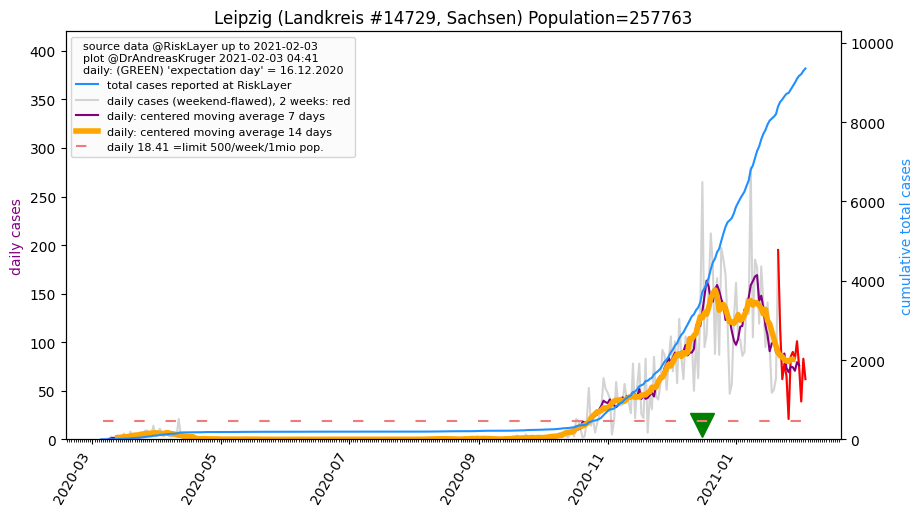 Leipzig (Landkreis #14729, Sachsen) Population=257763
source data @RiskLayer up to 2021-02-03
plot @DrAndreasKruger 2021-02-03 04:41
daily: (GREEN) 'expectation day' = 16.12.2020
total cases reported at RiskLayer
daily cases (weekend-flawed), 2 weeks: red
daily: centered moving average 7 days
daily: centered moving average 14 days
daily 18.41 =limit 500/week/1mio pop.
daily cases
400
350
300
250
200
150
100
50
0
cumulative total cases
10000
8000
6000
4000
2000
0
2020-03
2020-05
2020-07
2020-09
2020-11
2021-01